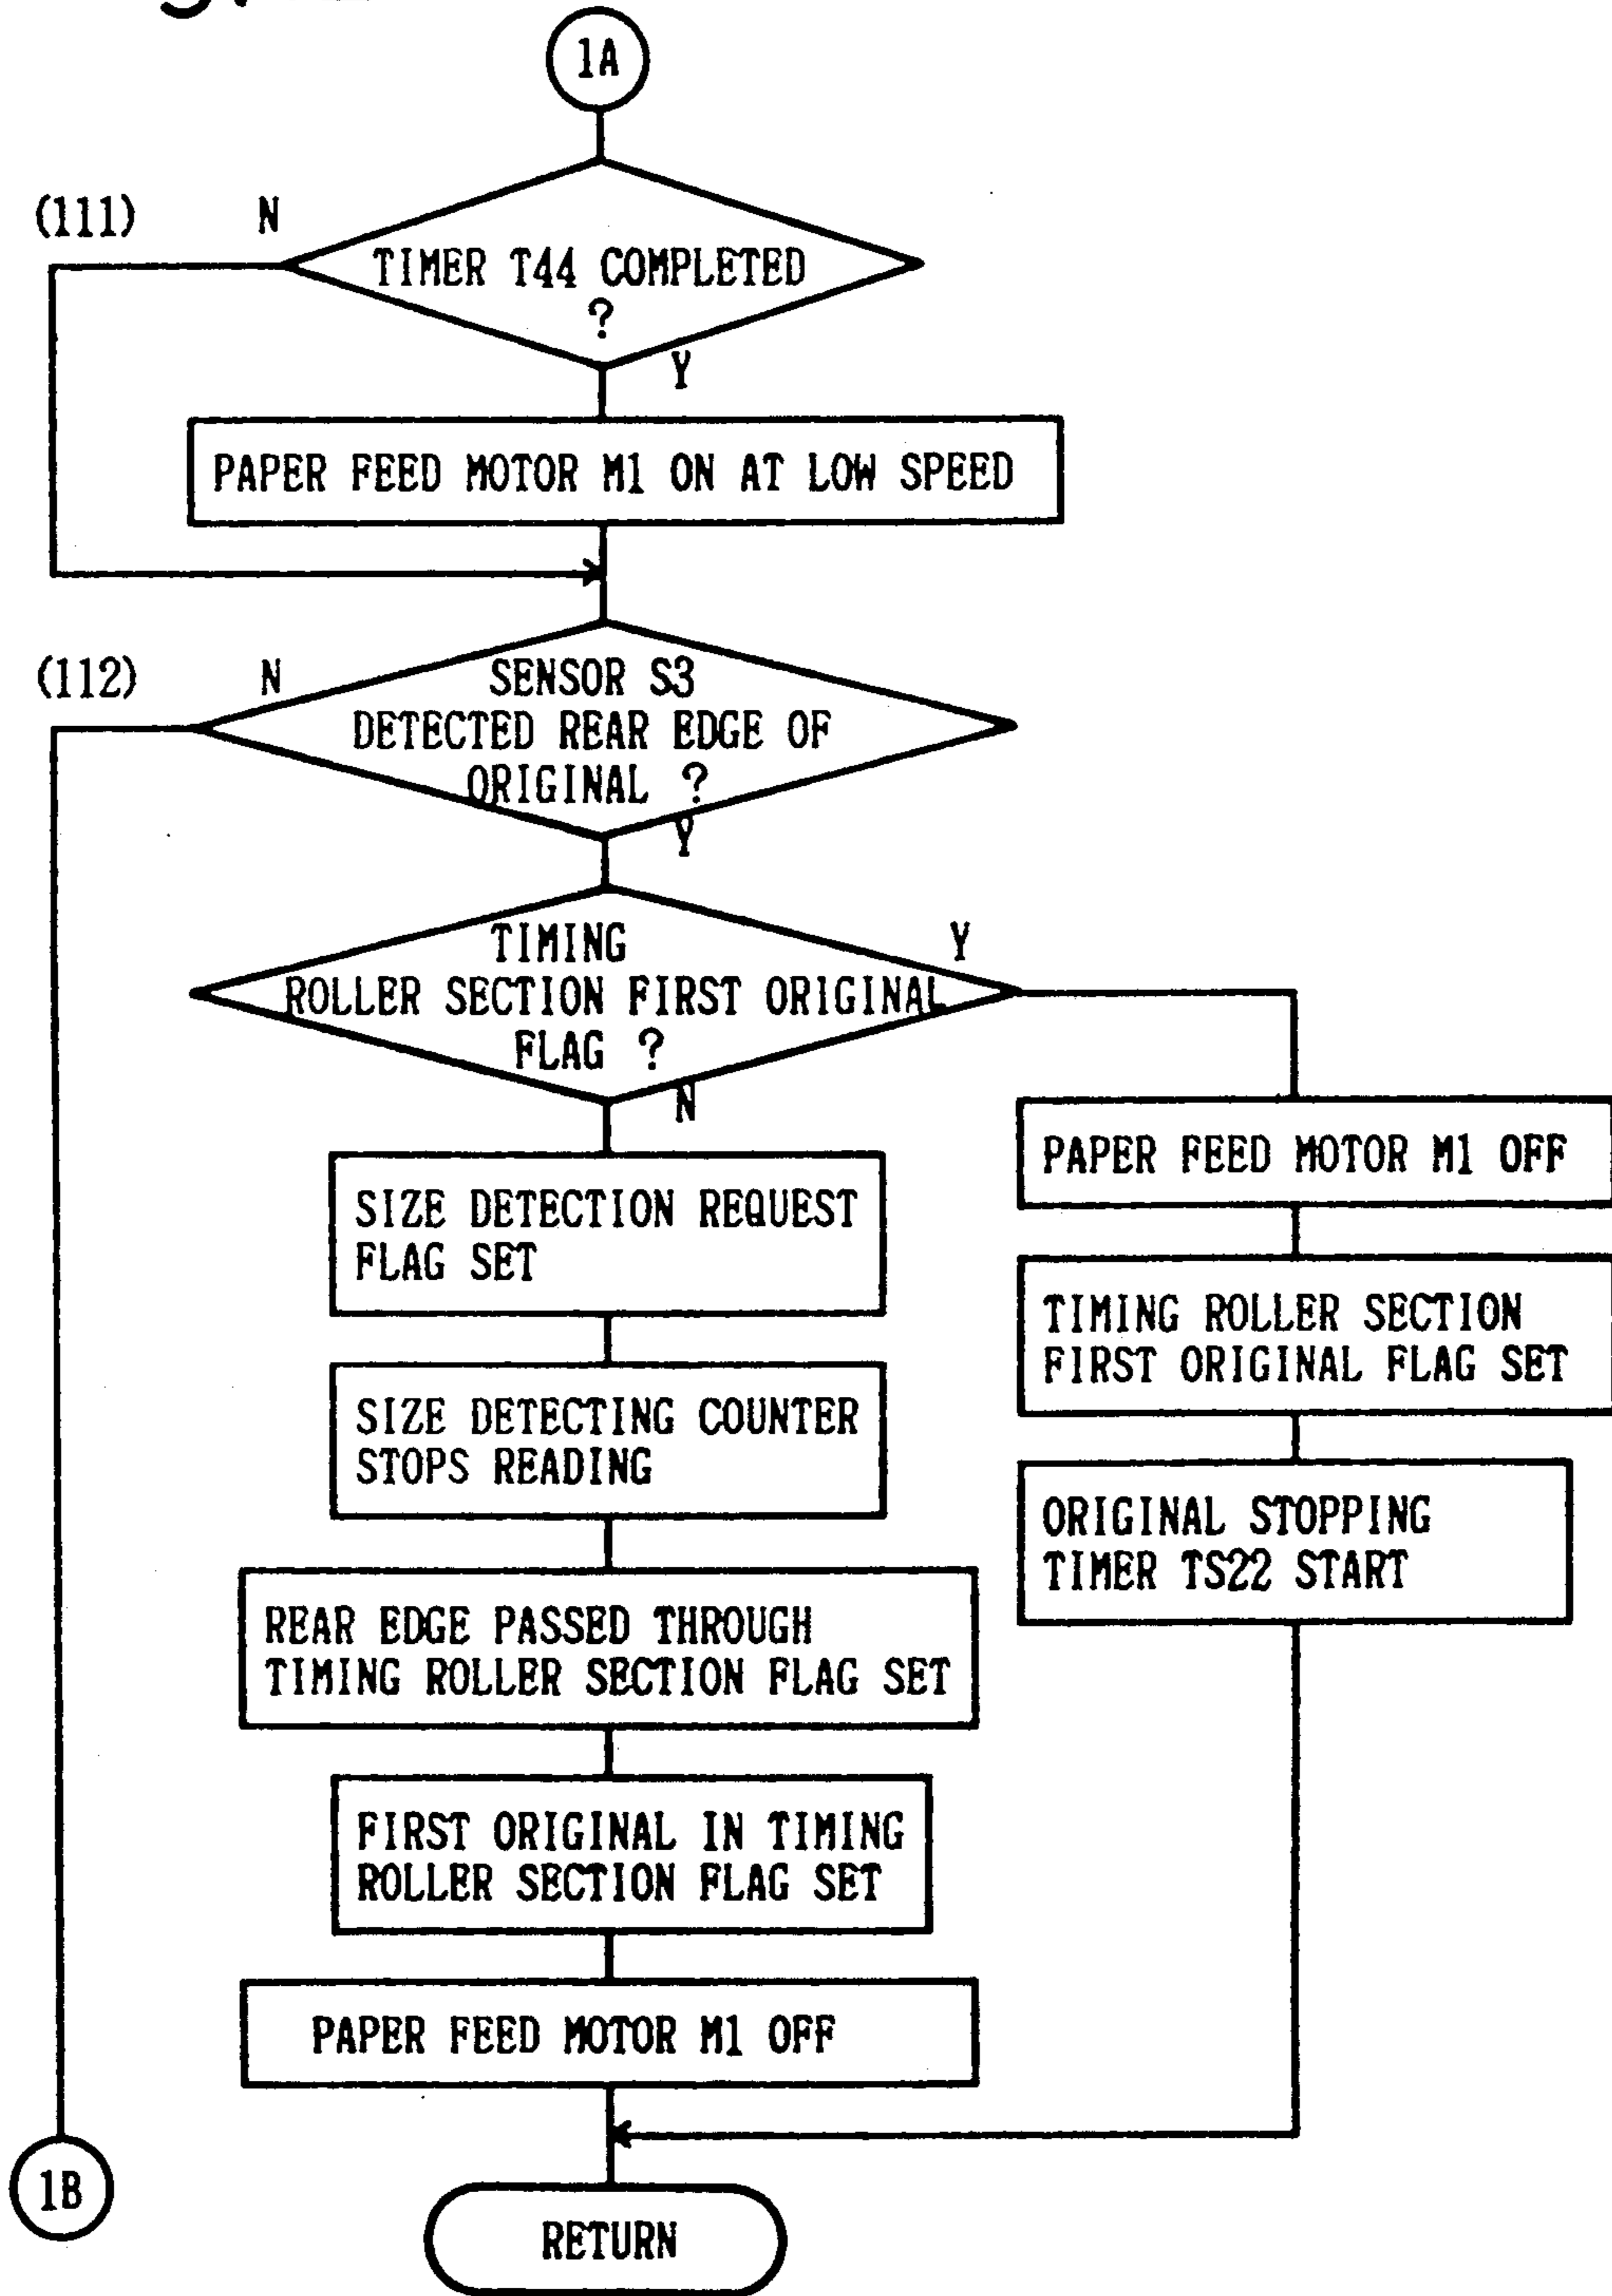 1A
(111)
N
TIMER T44 COMPLETED
?
Y
PAPER FEED MOTOR M1 ON AT LOW SPEED
(112)
N
SENSOR S3
DETECTED REAR EDGE OF
ORIGINAL ?
Y
TIMING
ROLLER SECTION FIRST ORIGINAL
FLAG ?
Y
N
SIZE DETECTION REQUEST
FLAG SET
SIZE DETECTING COUNTER
STOPS READING
REAR EDGE PASSED THROUGH
TIMING ROLLER SECTION FLAG SET
FIRST ORIGINAL IN TIMING
ROLLER SECTION FLAG SET
PAPER FEED MOTOR M1 OFF
PAPER FEED MOTOR M1 OFF
TIMING ROLLER SECTION
FIRST ORIGINAL FLAG SET
ORIGINAL STOPPING
TIMER TS22 START
1B
RETURN